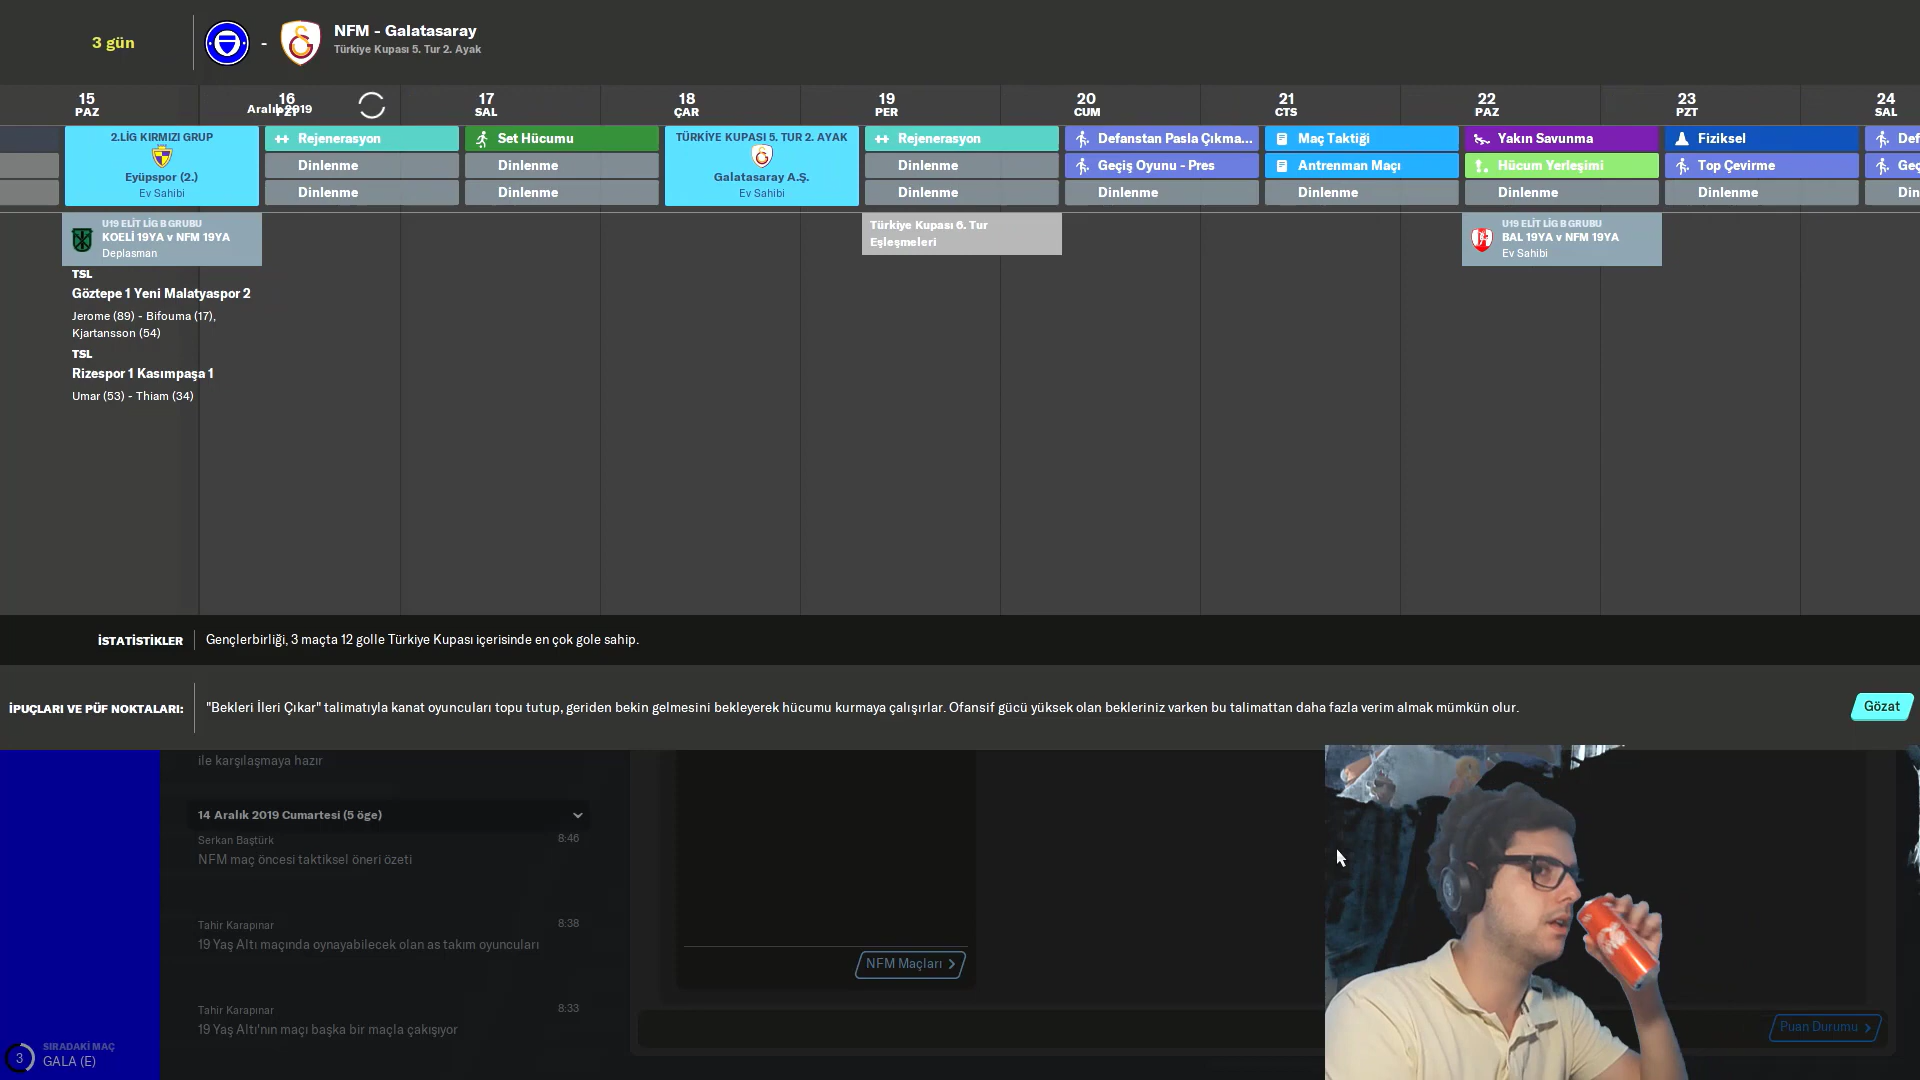 3 gün
NFM - Galatasaray
Türkiye Kupası 5. Tur 2. Ayak
15
PAZ
Aralık 2019
16
PZT
17
SAL
18
ÇAR
19
PER
20
CUM
21
CTS
22
PAZ
23
PZT
24
SAL
2.LİG KIRMIZI GRUP
Eyüpspor (2.)
Ev Sahibi
Rejenerasyon
Dinlenme
Dinlenme
Set Hücumu
Dinlenme
Dinlenme
TÜRKİYE KUPASI 5. TUR 2. AYAK
Galatasaray A.Ş.
Ev Sahibi
Rejenerasyon
Dinlenme
Dinlenme
Defanstan Pasla Çıkma...
Geçiş Oyunu - Pres
Dinlenme
Maç Taktiği
Antrenman Maçı
Dinlenme
Yakın Savunma
Hücum Yerleşimi
Dinlenme
Fiziksel
Top Çevirme
Dinlenme
Def
Geç
Din
U19 ELİT LİG B GRUBU
KOELİ 19YA v NFM 19YA
Deplasman
TSL
Göztepe 1 Yeni Malatyaspor 2
Jerome (89) - Bifouma (17),
Kjartansson (54)
TSL
Rizespor 1 Kasımpaşa 1
Umar (53) - Thiam (34)
Türkiye Kupası 6. Tur
Eşleşmeleri
U19 ELİT LİG B GRUBU
BAL 19YA v NFM 19YA
Ev Sahibi
İSTATİSTİKLER
Gençlerbirliği, 3 maçta 12 golle Türkiye Kupası içerisinde en çok gole sahip.
İPUÇLARI VE PÜF NOKTALARI:
"Bekleri İleri Çıkar" talimatıyla kanat oyuncuları topu tutup, geriden bekin gelmesini bekleyerek hücumu kurmaya çalışırlar. Ofansif gücü yüksek olan bekleriniz varken bu talimattan daha fazla verim almak mümkün olur.
Gözat
ile karşılaşmaya hazır
14 Aralık 2019 Cumartesi (5 öge)
Serkan Baştürk
8:46
NFM maç öncesi taktiksel öneri özeti
Tahir Karapınar
8:38
19 Yaş Altı maçında oynayabilecek olan as takım oyuncuları
Tahir Karapınar
8:33
19 Yaş Altı'nın maçı başka bir maçla çakışıyor
NFM Maçları
Puan Durumu
3
SIRADAKİ MAÇ
GALA (E)